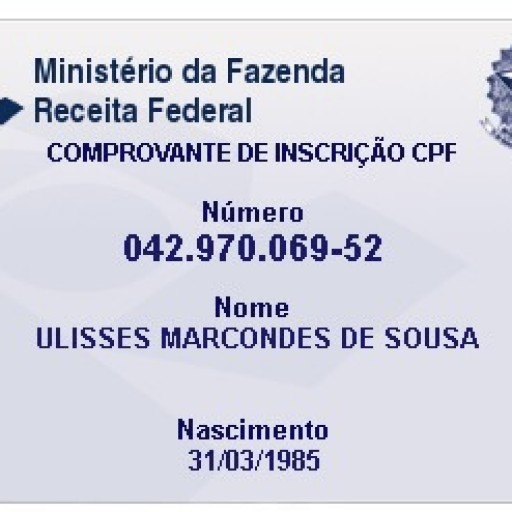 Ministério da Fazenda
Receita Federal
COMPROVANTE DE INSCRIÇÃO CPF
Número
042.970.069-52
Nome
ULISSES MARCONDES DE SOUSA
Nascimento
31/03/1985